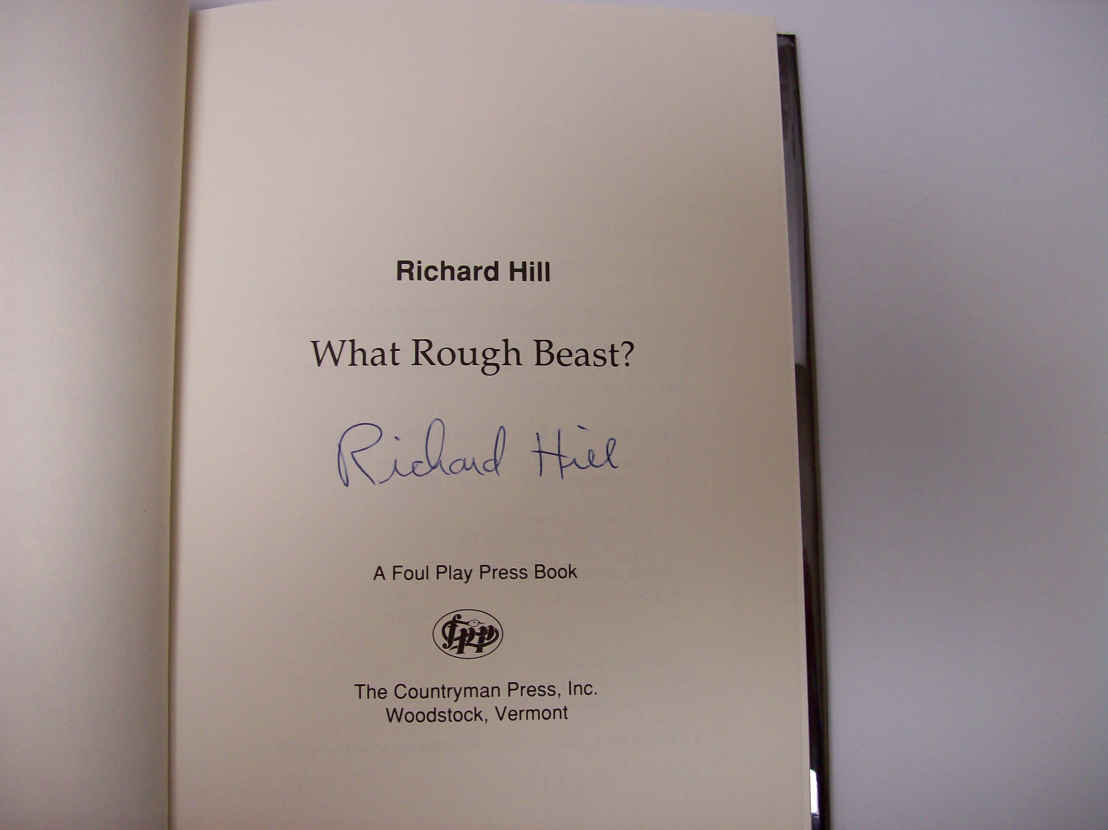 Richard Hill
What Rough Beast?
Richard Hill
A Foul Play Press Book
fpp
The Countryman Press, Inc.
Woodstock, Vermont